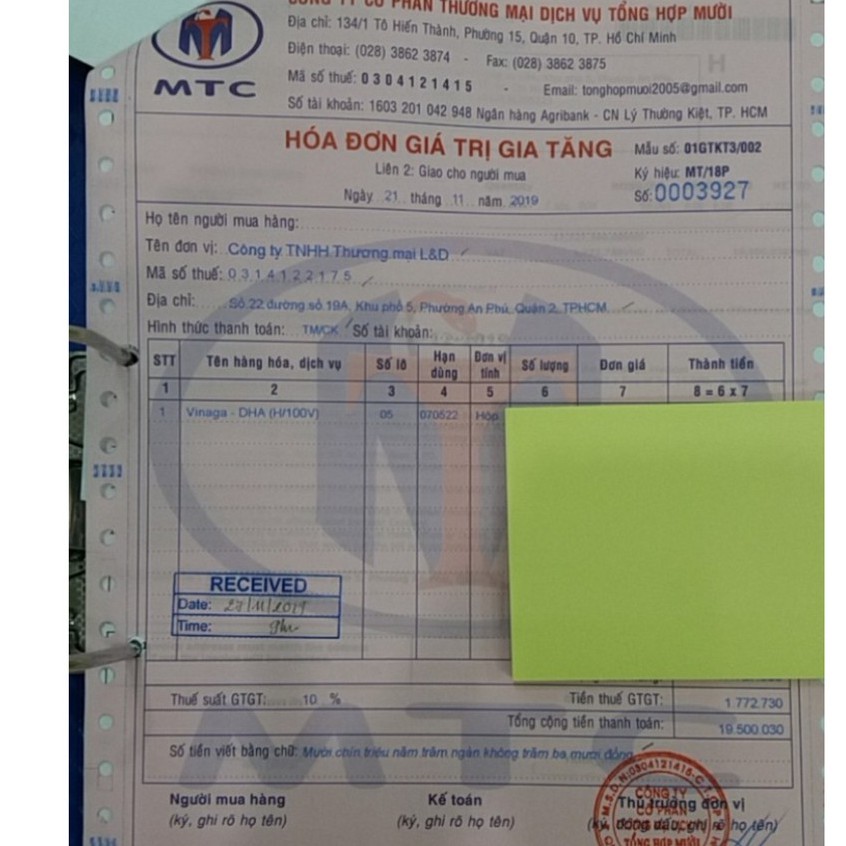 CÔNG TY CỔ PHẦN THƯƠNG MẠI DỊCH VỤ TỔNG HỢP MƯỜI
Địa chỉ: 134/1 Tô Hiến Thành, Phường 15, Quận 10, TP. Hồ Chí Minh
Điện thoại: (028) 3862 3874 - Fax: (028) 3862 3875
MTC
Mã số thuế: 0304121415 - Email: tonghopmuoi2005@gmail.com
Số tài khoản: 1603 201 042 948 Ngân hàng Agribank - CN Lý Thường Kiệt, TP. HCM
HÓA ĐƠN GIÁ TRỊ GIA TĂNG
Mẫu số: 01GTKT3/002
Liên 2: Giao cho người mua
Ký hiệu: MT/18P
Ngày 21 tháng 11 năm 2019
Số: 0003927
Họ tên người mua hàng:
Tên đơn vị: Công ty TNHH Thương mại L&D
Mã số thuế: 0314122175
Địa chỉ: Số 22 đường số 19A, Khu phố 5, Phường An Phú, Quận 2, TPHCM
Hình thức thanh toán: TM/CK Số tài khoản:
STT Tên hàng hóa, dịch vụ Số lô Hạn dùng Đơn vị tính Số lượng Đơn giá Thành tiền
1 2 3 4 5 6 7 8 = 6 x 7
1 Vinaga - DHA (H/100V) 05 070522 Hộp
RECEIVED
Date: /11/2019
Time:
Thuế suất GTGT: 10 % Tiền thuế GTGT: 1.772.730
Tổng cộng tiền thanh toán: 19.500.030
Số tiền viết bằng chữ: Mười chín triệu năm trăm ngàn không trăm ba mươi đồng
Người mua hàng Kế toán Thủ trưởng đơn vị
(ký, ghi rõ họ tên) (ký, ghi rõ họ tên) (ký, đóng dấu, ghi rõ họ tên)
M.S.D.N:0304121415-C.T.C.P
CÔNG TY
CỔ PHẦN
TỔNG HỢP MƯỜI
MTC